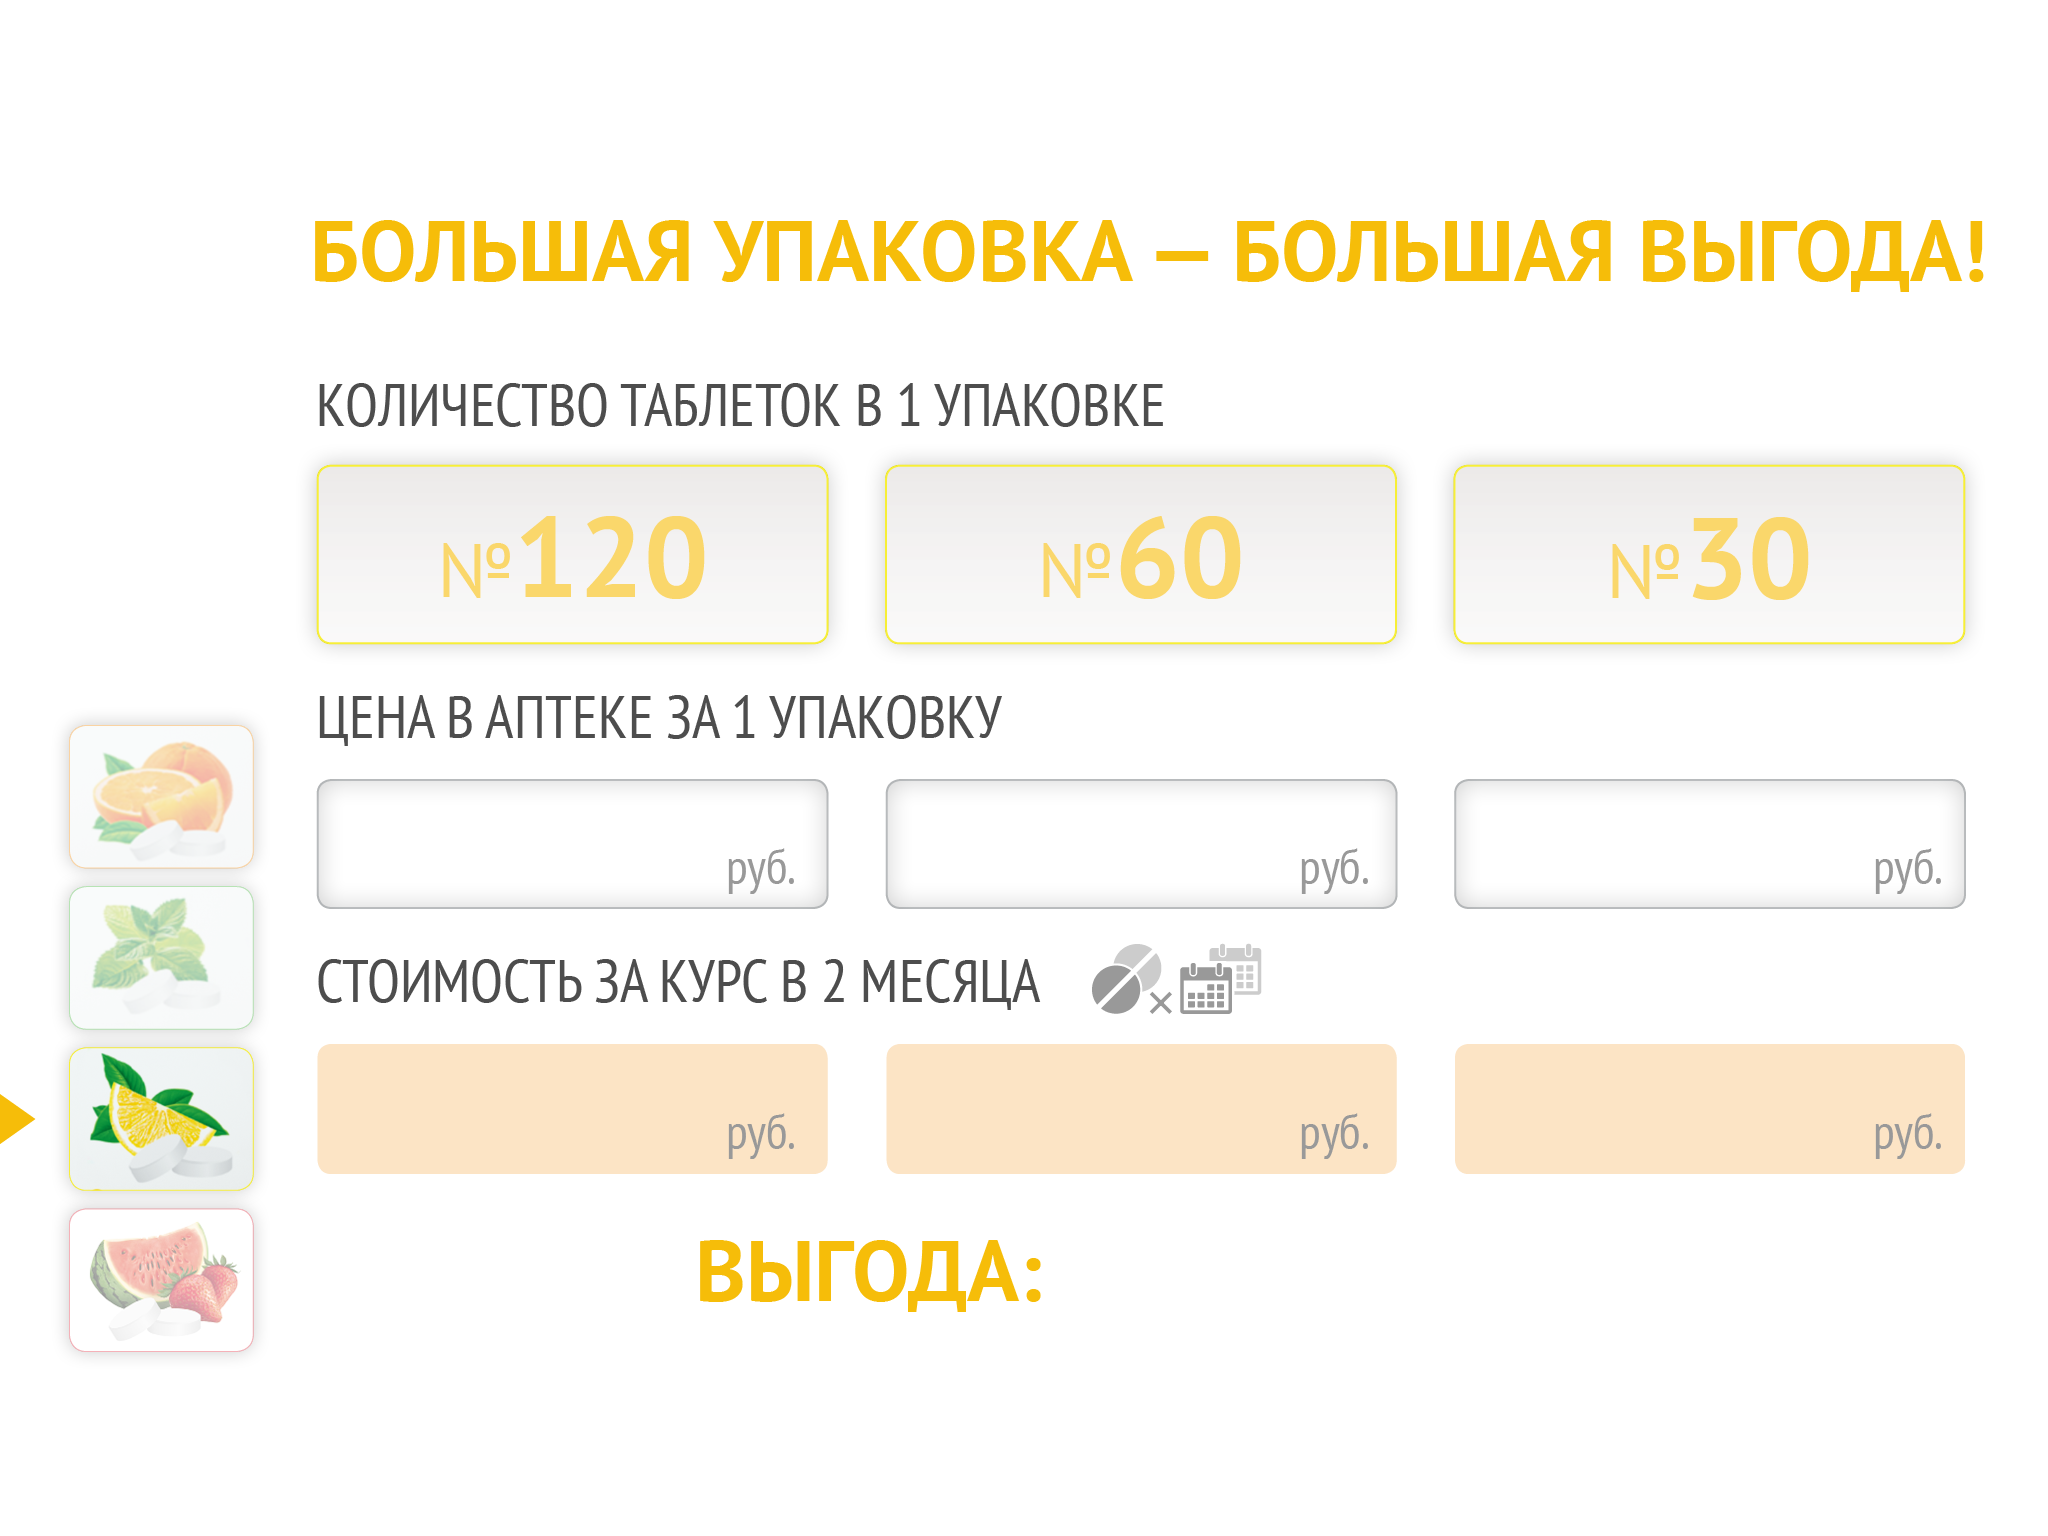 БОЛЬШАЯ УПАКОВКА — БОЛЬШАЯ ВЫГОДА!
КОЛИЧЕСТВО ТАБЛЕТОК В 1 УПАКОВКЕ
№120 №60 №30
ЦЕНА В АПТЕКЕ ЗА 1 УПАКОВКУ
руб. руб. руб.
СТОИМОСТЬ ЗА КУРС В 2 МЕСЯЦА
руб. руб. руб.
ВЫГОДА: